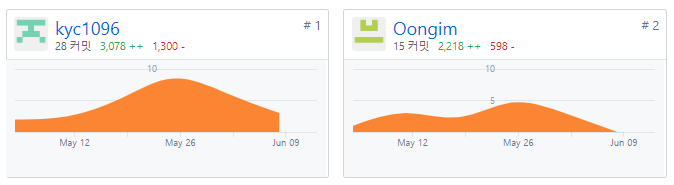 kyc1096
# 1
28 커밋 3,078 ++ 1,300 -
10
May 12 May 26 Jun 09
Oongim
# 2
15 커밋 2,218 ++ 598 -
10
5
May 12 May 26 Jun 09